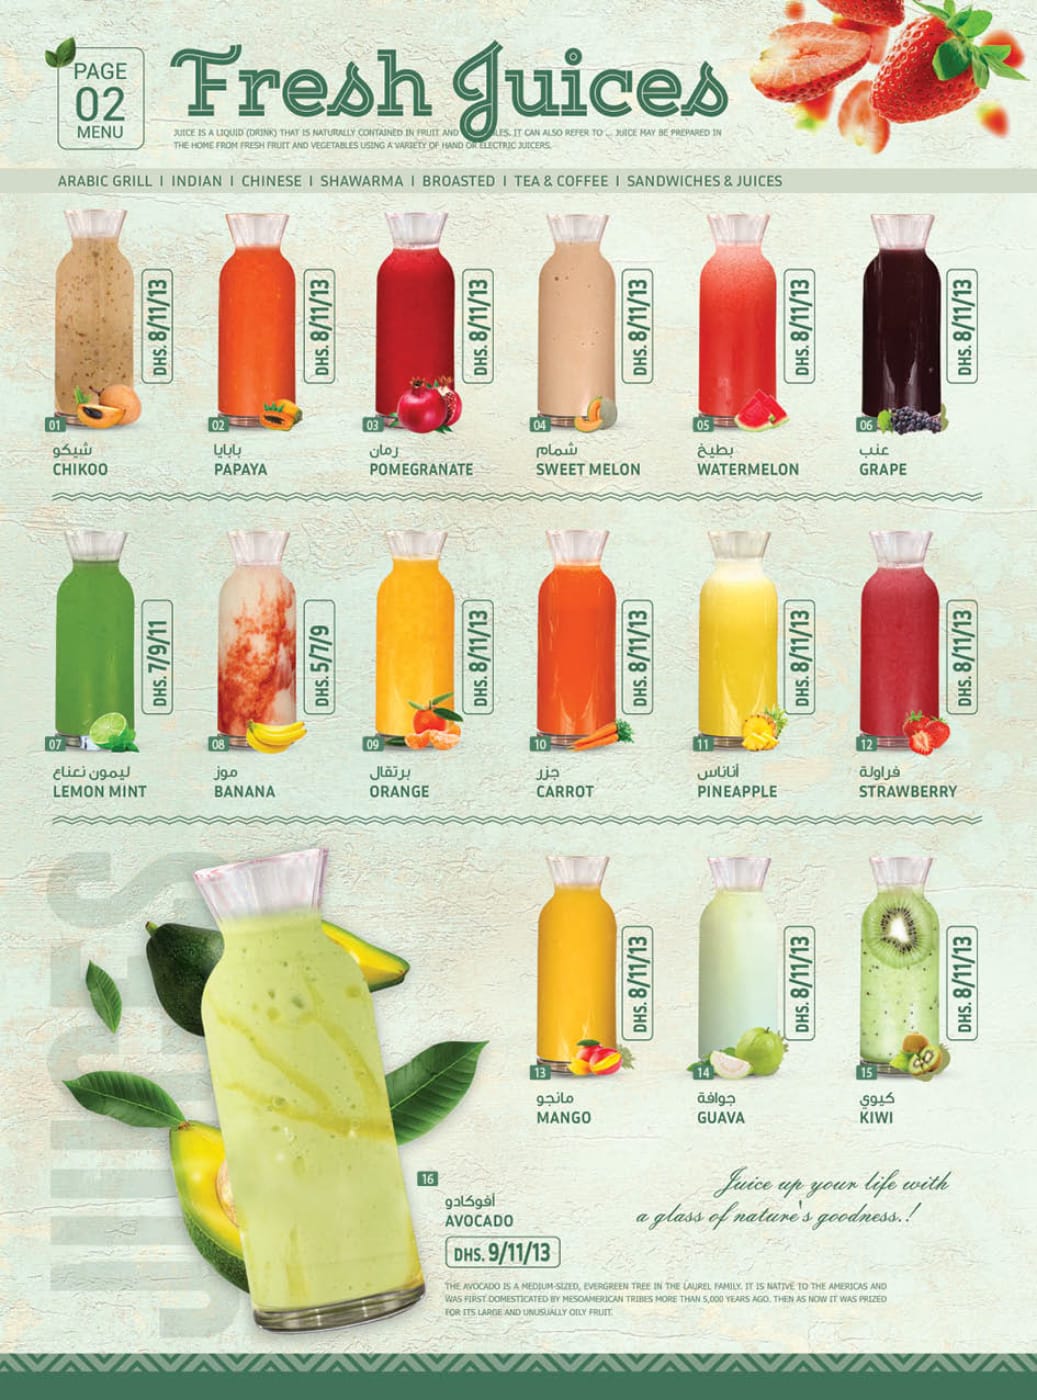 PAGE
02
MENU
Fresh Juices
JUICE IS A LIQUID (DRINK) THAT IS NATURALLY CONTAINED IN FRUIT AND
LES. IT CAN ALSO REFER TO ... JUICE MAY BE PREPARED IN
THE HOME FROM FRESH FRUIT AND VEGETABLES USING A VARIETY OF HAND OR ELECTRIC JUICERS.
ARABIC GRILL I INDIAN I CHINESE I SHAWARMA I BROASTED I TEA & COFFEE I SANDWICHES & JUICES
DHS. 8/11/13
01
شيكو
CHIKOO
DHS. 8/11/13
02
بابايا
PAPAYA
DHS. 8/11/13
03
رمان
POMEGRANATE
DHS. 8/11/13
04
شمام
SWEET MELON
DHS. 8/11/13
05
بطيخ
WATERMELON
DHS. 8/11/13
06
عنب
GRAPE
DHS. 7/9/11
07
ليمون نعناع
LEMON MINT
DHS. 5/7/9
08
موز
BANANA
DHS. 8/11/13
09
برتقال
ORANGE
DHS. 8/11/13
10
جزر
CARROT
DHS. 8/11/13
11
أناناس
PINEAPPLE
DHS. 8/11/13
12
فراولة
STRAWBERRY
JUICES
DHS. 8/11/13
13
مانجو
MANGO
DHS. 8/11/13
14
جوافة
GUAVA
DHS. 8/11/13
15
كيوي
KIWI
16
أفوكادو
AVOCADO
DHS. 9/11/13
Juice up your life with
a glass of nature's goodness.!
THE AVOCADO IS A MEDIUM-SIZED, EVERGREEN TREE IN THE LAUREL FAMILY. IT IS NATIVE TO THE AMERICAS AND
WAS FIRST DOMESTICATED BY MESOAMERICAN TRIBES MORE THAN 5,000 YEARS AGO. THEN AS NOW IT WAS PRIZED
FOR ITS LARGE AND UNUSUALLY OILY FRUIT.